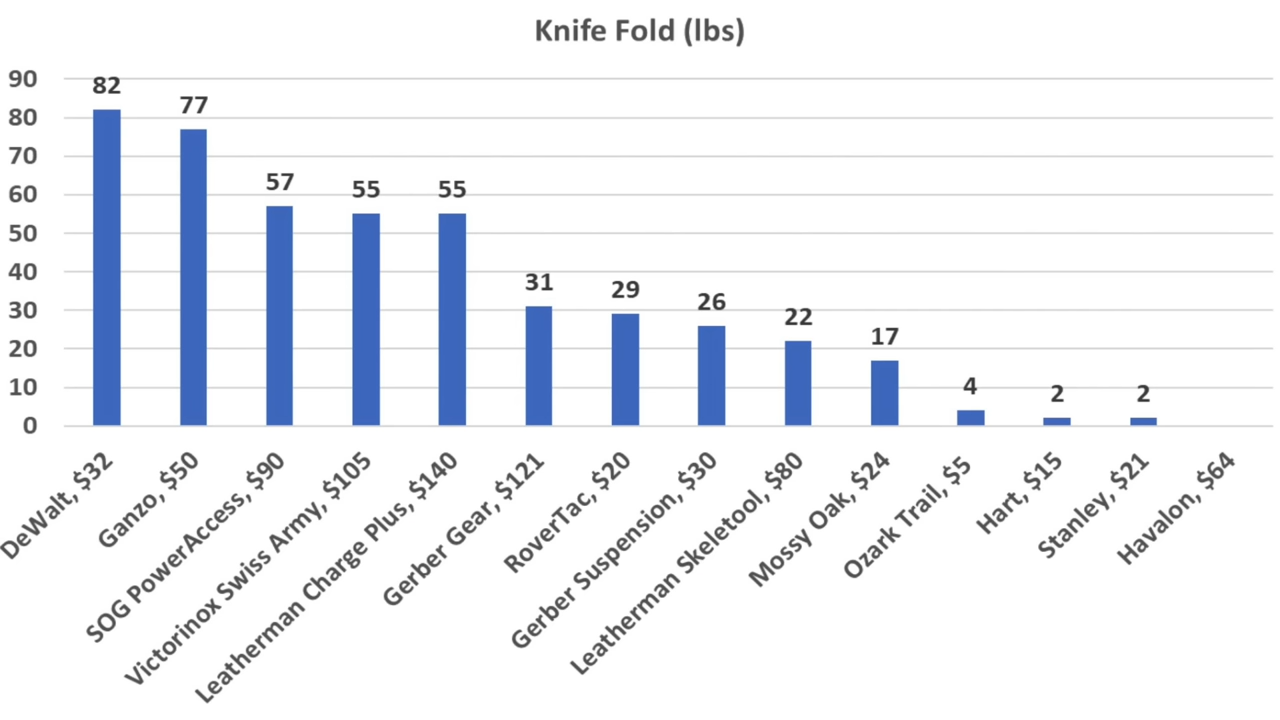 Knife Fold (lbs)
90
80
70
60
50
40
30
20
10
0
82
77
57
55
55
31
29
26
22
17
4
2
2
DeWalt, $32
Ganzo, $50
SOG PowerAccess, $90
Victorinox Swiss Army, $105
Leatherman Charge Plus, $140
Gerber Gear, $121
RoverTac, $20
Gerber Suspension, $30
Leatherman Skeletool, $80
Mossy Oak, $24
Ozark Trail, $5
Hart, $15
Stanley, $21
Havalon, $64